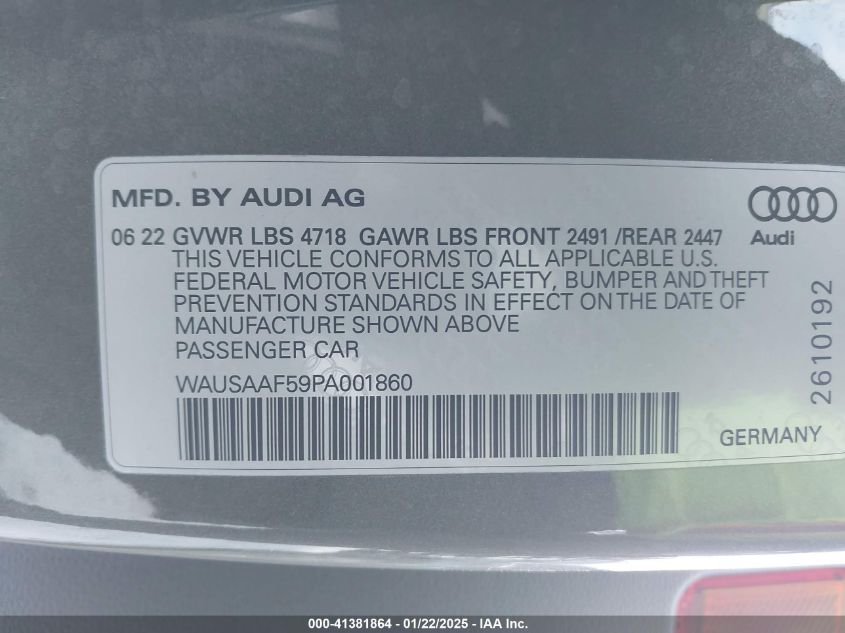 MFD. BY AUDI AG
Audi
06 22 GVWR LBS 4718 GAWR LBS FRONT 2491 /REAR 2447
THIS VEHICLE CONFORMS TO ALL APPLICABLE U.S.
FEDERAL MOTOR VEHICLE SAFETY, BUMPER AND THEFT
PREVENTION STANDARDS IN EFFECT ON THE DATE OF
MANUFACTURE SHOWN ABOVE
PASSENGER CAR
WAUSAAF59PA001860
2610192
GERMANY
000-41381864 / 01/22/2025 - IAA Inc.